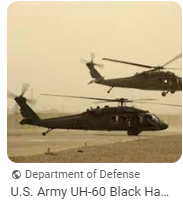 Department of Defense
U.S. Army UH-60 Black Ha...